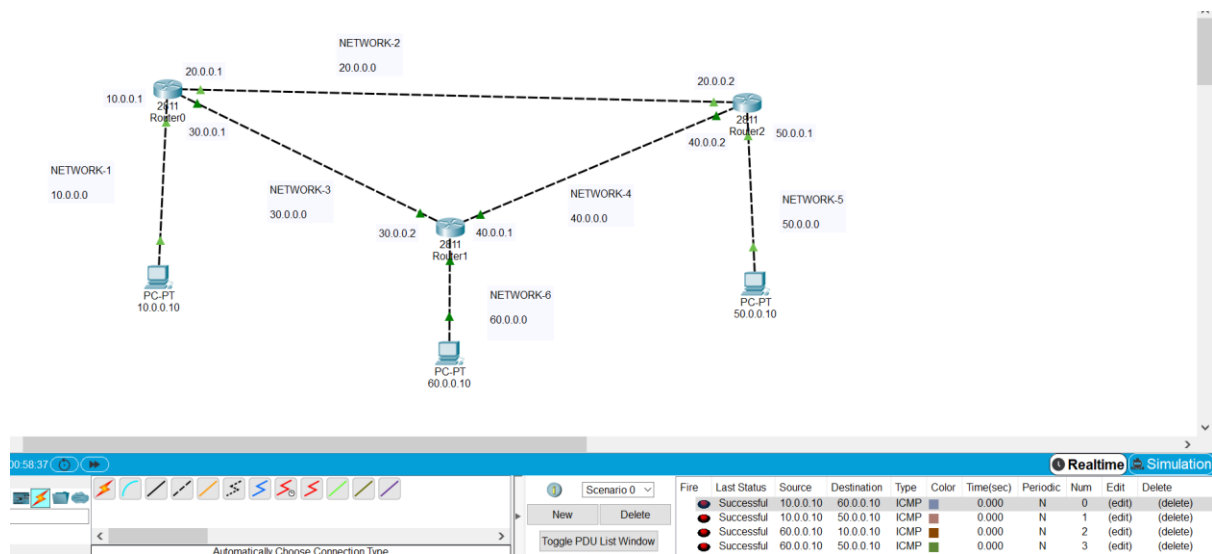 NETWORK-2
20.0.0.0
20.0.0.1
20.0.0.2
10.0.0.1
2811
Router0
2811
Router2
30.0.0.1
40.0.0.2
50.0.0.1
NETWORK-1
10.0.0.0
NETWORK-3
30.0.0.0
NETWORK-4
40.0.0.0
NETWORK-5
50.0.0.0
30.0.0.2
40.0.0.1
2811
Router1
PC-PT
10.0.0.10
NETWORK-6
60.0.0.0
PC-PT
50.0.0.10
PC-PT
60.0.0.10
00:58:37
Realtime
Simulation
Scenario 0
New
Delete
Toggle PDU List Window
Automatically Choose Connection Type
Fire Last Status Source Destination Type Color Time(sec) Periodic Num Edit Delete
Successful 10.0.0.10 60.0.0.10 ICMP 0.000 N 0 (edit) (delete)
Successful 10.0.0.10 50.0.0.10 ICMP 0.000 N 1 (edit) (delete)
Successful 60.0.0.10 10.0.0.10 ICMP 0.000 N 2 (edit) (delete)
Successful 60.0.0.10 50.0.0.10 ICMP 0.000 N 3 (edit) (delete)